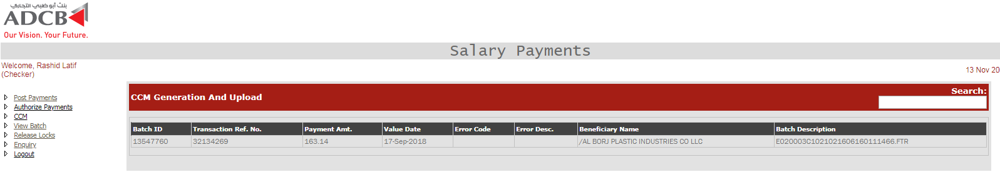 بنك أبوظبي التجاري
ADCB
Our Vision. Your Future.
Salary Payments
Welcome, Rashid Latif
(Checker)
13 Nov 20
Post Payments
Authorize Payments
CCM
View Batch
Release Locks
Enquiry
Logout
CCM Generation And Upload
Search:
Batch ID Transaction Ref. No. Payment Amt. Value Date Error Code Error Desc. Beneficiary Name Batch Description
13547760 32134269 163.14 17-Sep-2018 /AL BORJ PLASTIC INDUSTRIES CO LLC E020003C1021021606160111466.FTR